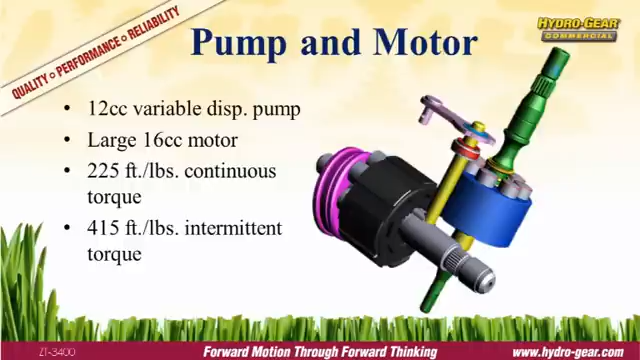 QUALITY • PERFORMANCE • RELIABILITY
HYDRO-GEAR
COMMERCIAL
Pump and Motor
• 12cc variable disp. pump
• Large 16cc motor
• 225 ft./lbs. continuous
torque
• 415 ft./lbs. intermittent
torque
ZT-3400
Forward Motion Through Forward Thinking
www.hydro-gear.com